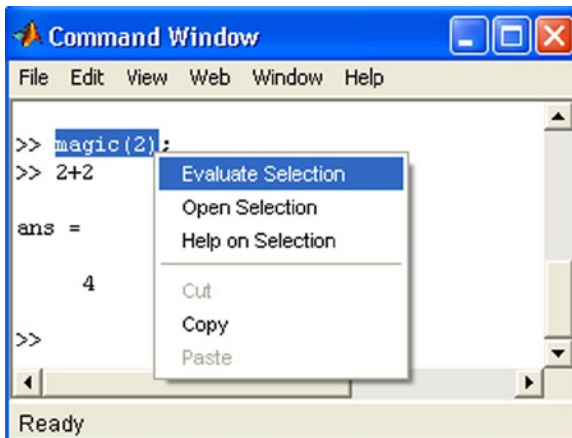 Command Window
File Edit View Web Window Help
>> magic(2);
>> 2+2
ans =
4
>>
Evaluate Selection
Open Selection
Help on Selection
Cut
Copy
Paste
Ready